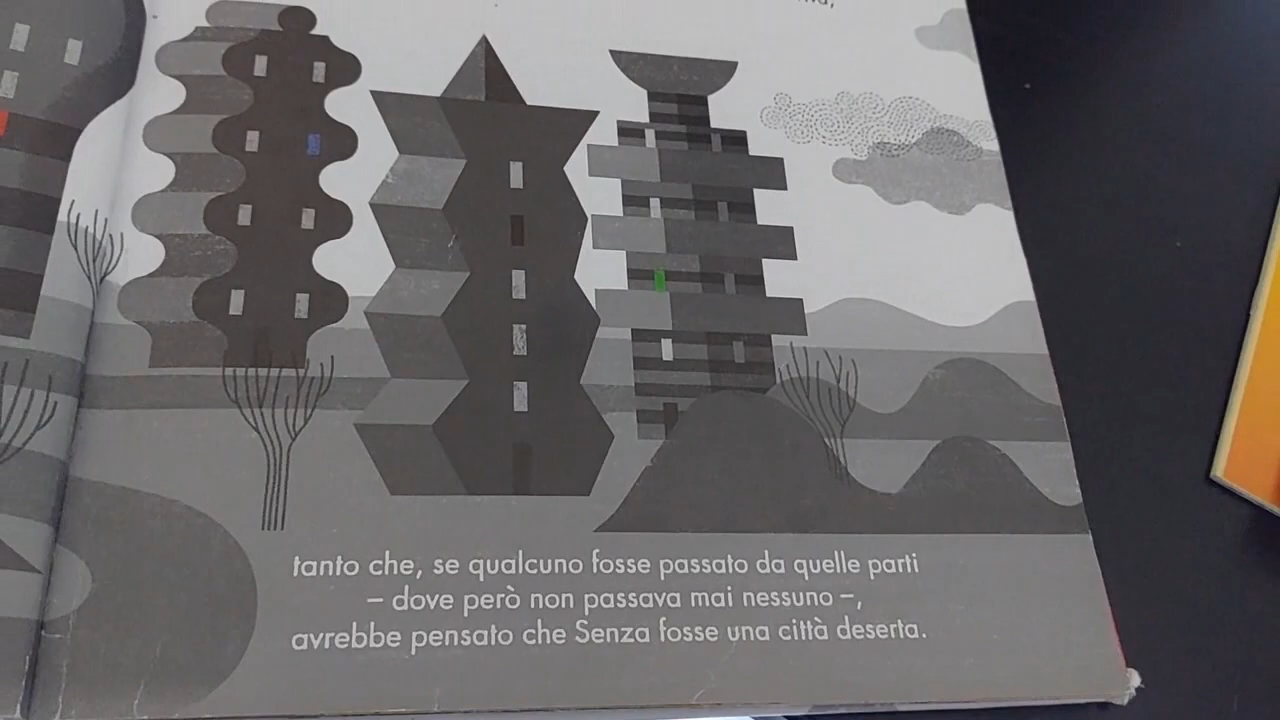 tanto che, se qualcuno fosse passato da quelle parti
– dove però non passava mai nessuno –,
avrebbe pensato che Senza fosse una città deserta.